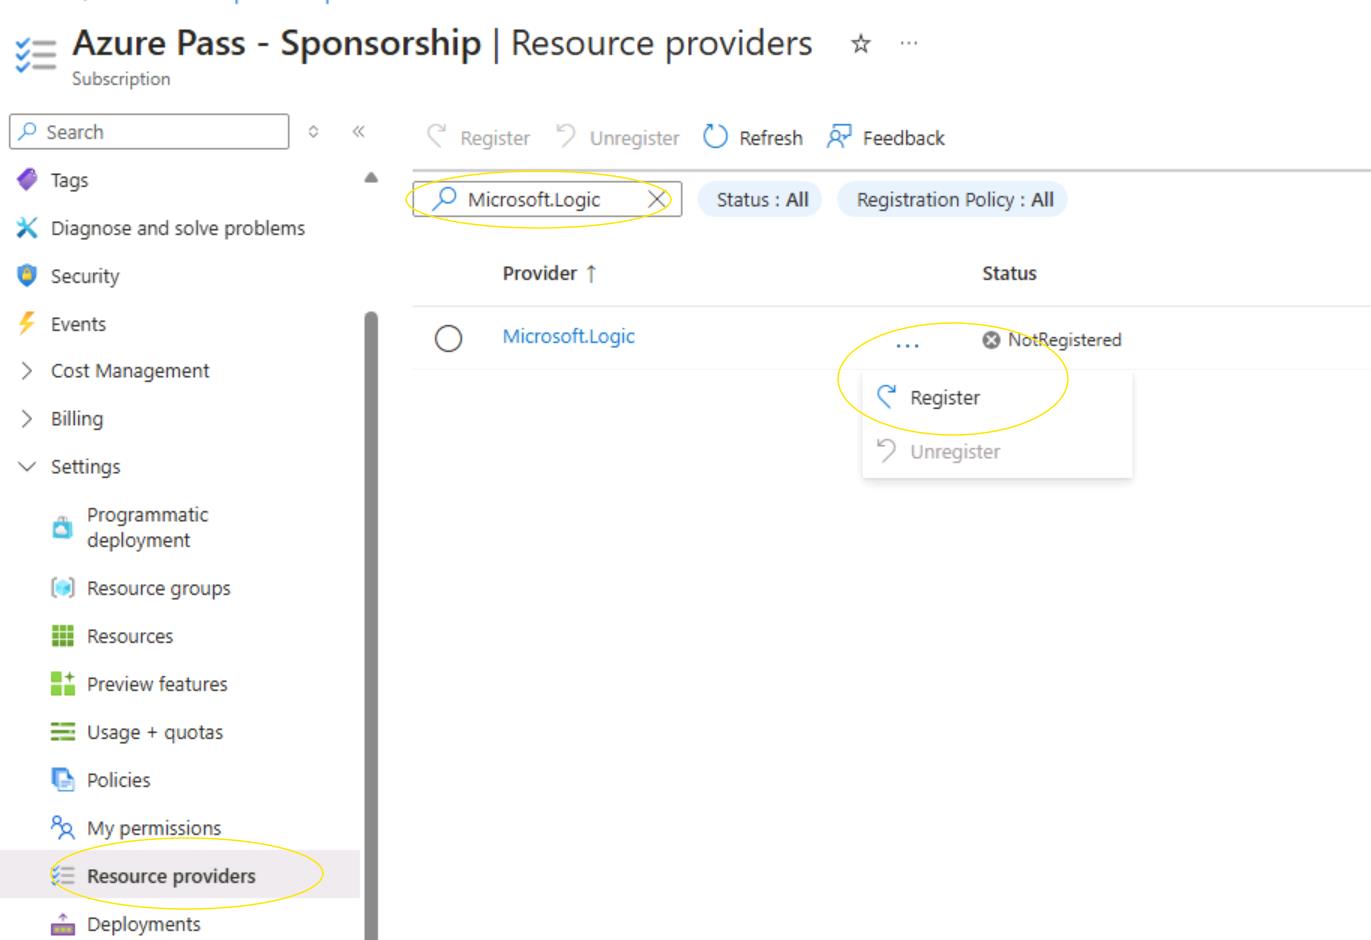 Azure Pass - Sponsorship | Resource providers
Subscription
Search
Tags
Diagnose and solve problems
Security
Events
Cost Management
Billing
Settings
Programmatic
deployment
Resource groups
Resources
Preview features
Usage + quotas
Policies
My permissions
Resource providers
Deployments
Register Unregister Refresh Feedback
Microsoft.Logic Status : All Registration Policy : All
Provider ↑ Status
Microsoft.Logic ... NotRegistered
Register
Unregister